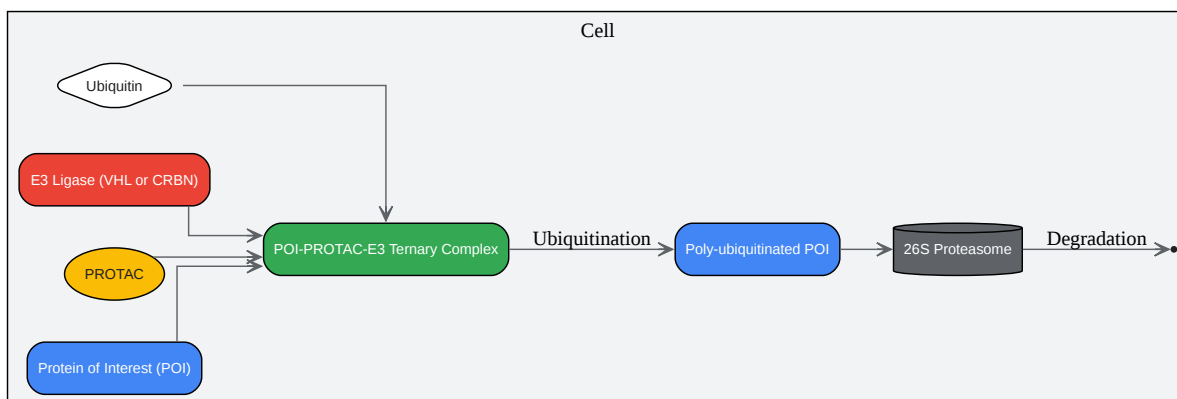 Cell
Ubiquitin
E3 Ligase (VHL or CRBN)
PROTAC
Protein of Interest (POI)
POI-PROTAC-E3 Ternary Complex
Ubiquitination
Poly-ubiquitinated POI
26S Proteasome
Degradation